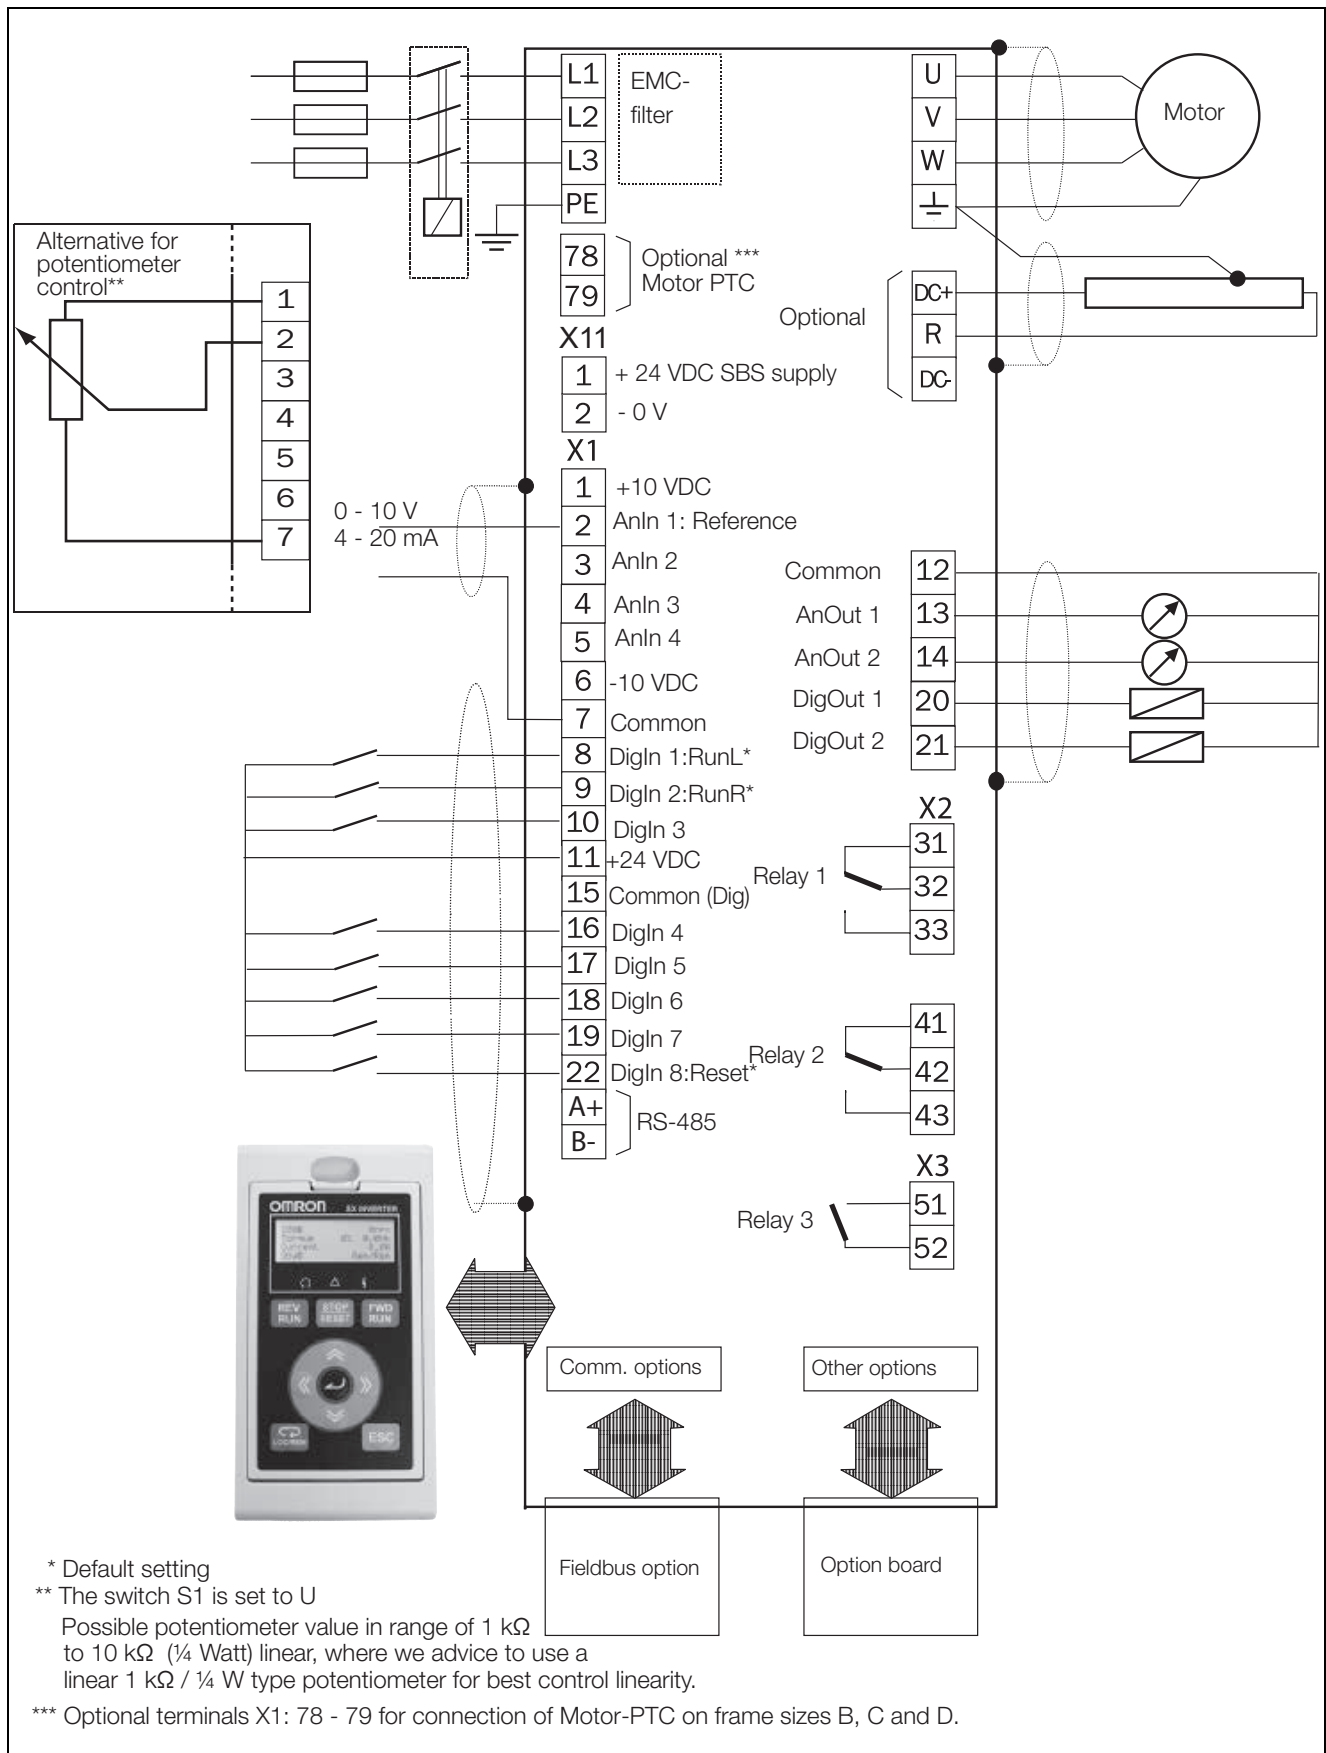 L1
L2
L3
PE
EMC-
filter
U
V
W
Motor
78
79
Optional ***
Motor PTC
Alternative for
potentiometer
control**
1
2
3
4
5
6
7
Optional
DC+
R
DC-
X11
1 + 24 VDC SBS supply
2 - 0 V
X1
0 - 10 V
4 - 20 mA
1 +10 VDC
2 AnIn 1: Reference
3 AnIn 2
4 AnIn 3
5 AnIn 4
6 -10 VDC
7 Common
8 DigIn 1:RunL*
9 DigIn 2:RunR*
10 DigIn 3
11 +24 VDC
15 Common (Dig)
16 DigIn 4
17 DigIn 5
18 DigIn 6
19 DigIn 7
22 DigIn 8:Reset*
A+
B-
RS-485
Common 12
AnOut 1 13
AnOut 2 14
DigOut 1 20
DigOut 2 21
X2
Relay 1
31
32
33
Relay 2
41
42
43
X3
Relay 3
51
52
OMRON SX INVERTER
REV
RUN
STOP
RESET
FWD
RUN
ESC
Comm. options
Other options
Fieldbus option
Option board
* Default setting
** The switch S1 is set to U
Possible potentiometer value in range of 1 kΩ
to 10 kΩ (¼ Watt) linear, where we advice to use a
linear 1 kΩ / ¼ W type potentiometer for best control linearity.
*** Optional terminals X1: 78 - 79 for connection of Motor-PTC on frame sizes B, C and D.